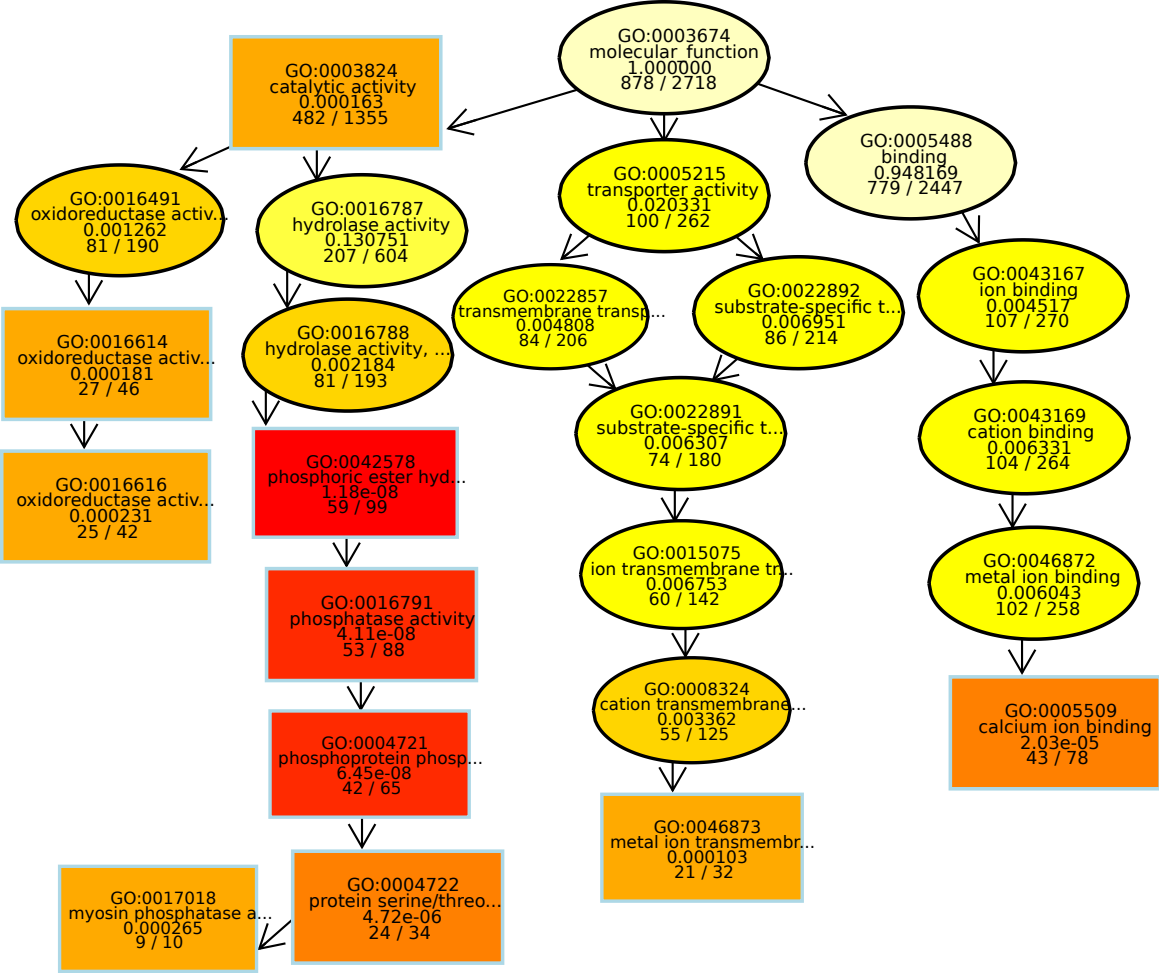 GO:0003674
molecular_function
1.000000
878 / 2718
GO:0003824
catalytic activity
0.000163
482 / 1355
GO:0005488
binding
0.948169
779 / 2447
GO:0005215
transporter activity
0.020331
100 / 262
GO:0016491
oxidoreductase activ...
0.001262
81 / 190
GO:0016787
hydrolase activity
0.130751
207 / 604
GO:0043167
ion binding
0.004517
107 / 270
GO:0022857
transmembrane transp...
0.004808
84 / 206
GO:0022892
substrate-specific t...
0.006951
86 / 214
GO:0016614
oxidoreductase activ...
0.000181
27 / 46
GO:0016788
hydrolase activity, ...
0.002184
81 / 193
GO:0022891
substrate-specific t...
0.006307
74 / 180
GO:0043169
cation binding
0.006331
104 / 264
GO:0016616
oxidoreductase activ...
0.000231
25 / 42
GO:0042578
phosphoric ester hyd...
1.18e-08
59 / 99
GO:0015075
ion transmembrane tr...
0.006753
60 / 142
GO:0046872
metal ion binding
0.006043
102 / 258
GO:0016791
phosphatase activity
4.11e-08
53 / 88
GO:0008324
cation transmembrane...
0.003362
55 / 125
GO:0005509
calcium ion binding
2.03e-05
43 / 78
GO:0004721
phosphoprotein phosp...
6.45e-08
42 / 65
GO:0046873
metal ion transmembr...
0.000103
21 / 32
GO:0017018
myosin phosphatase a...
0.000265
9 / 10
GO:0004722
protein serine/threo...
4.72e-06
24 / 34